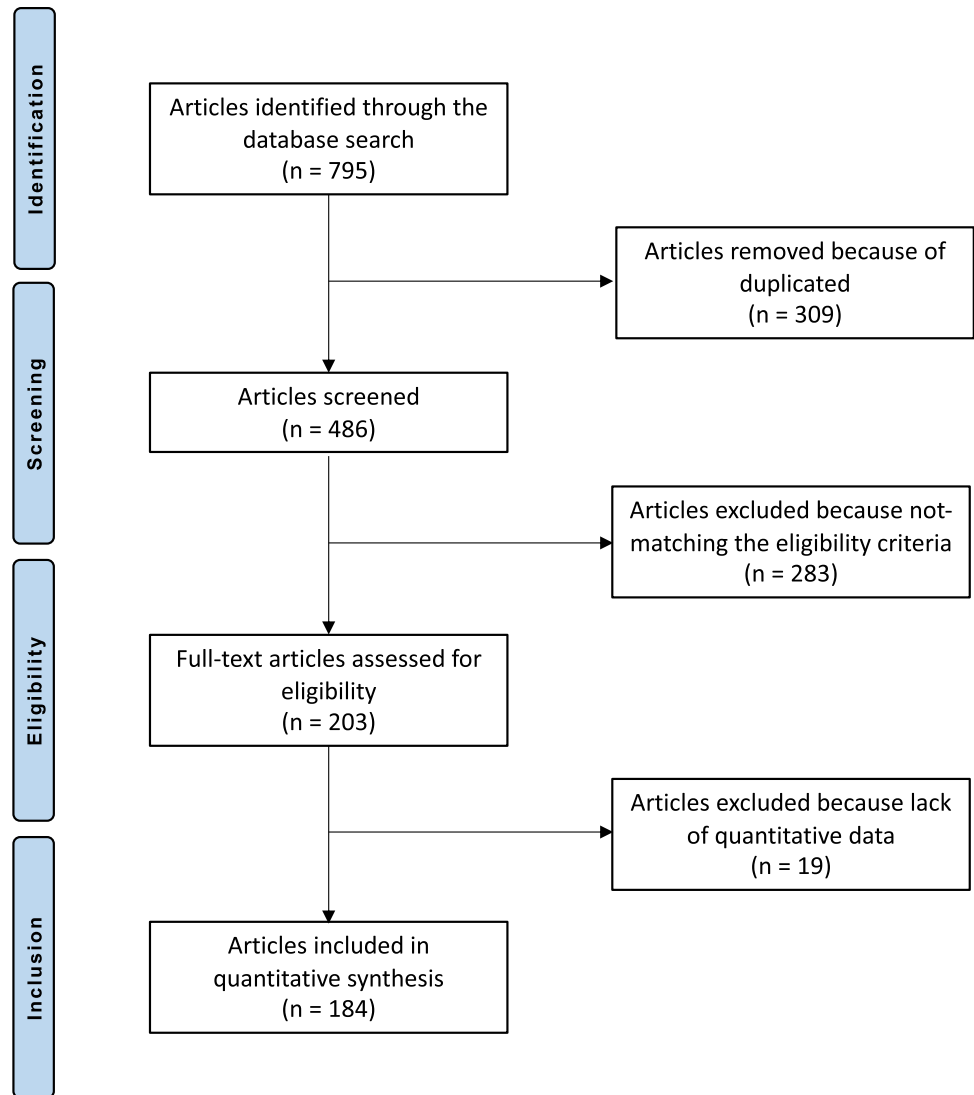 Identification
Articles identified through the
database search
(n = 795)
Articles removed because of
duplicated
(n = 309)
Screening
Articles screened
(n = 486)
Articles excluded because not-
matching the eligibility criteria
(n = 283)
Eligibility
Full-text articles assessed for
eligibility
(n = 203)
Articles excluded because lack
of quantitative data
(n = 19)
Inclusion
Articles included in
quantitative synthesis
(n = 184)